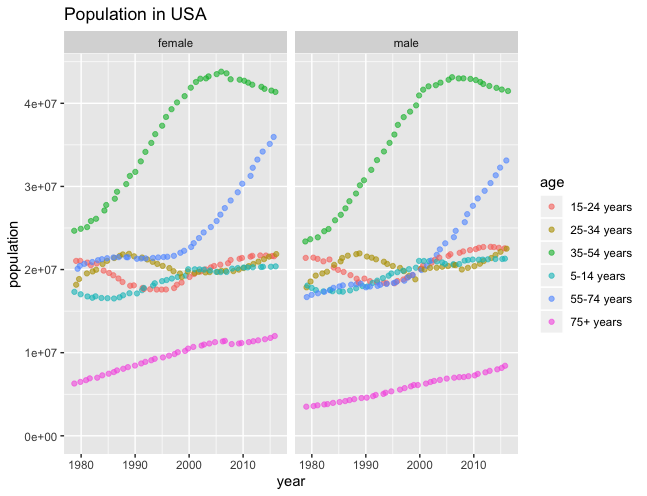 Population in USA
female
male
4e+07
3e+07
2e+07
1e+07
0e+00
population
1980 1990 2000 2010
1980 1990 2000 2010
year
age
15-24 years
25-34 years
35-54 years
5-14 years
55-74 years
75+ years